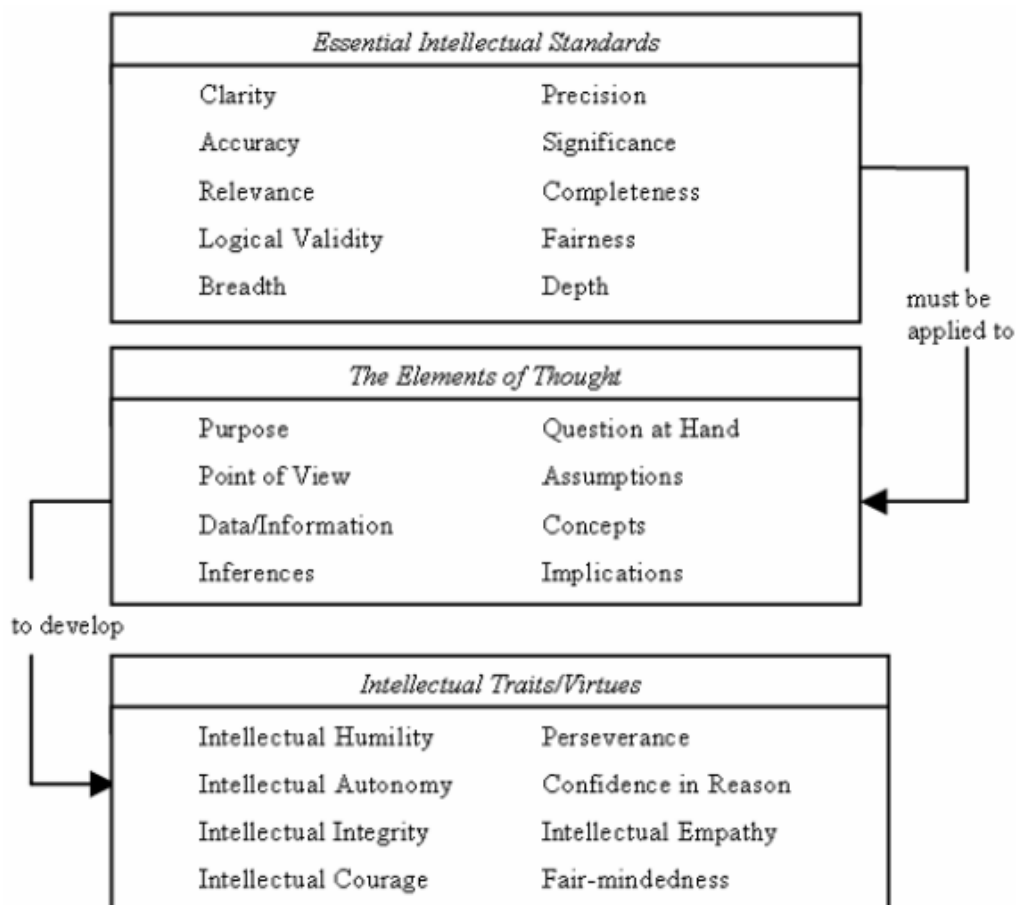 Essential Intellectual Standards
Clarity Precision
Accuracy Significance
Relevance Completeness
Logical Validity Fairness
Breadth Depth
must be
applied to
The Elements of Thought
Purpose Question at Hand
Point of View Assumptions
Data/Information Concepts
Inferences Implications
to develop
Intellectual Traits/Virtues
Intellectual Humility Perseverance
Intellectual Autonomy Confidence in Reason
Intellectual Integrity Intellectual Empathy
Intellectual Courage Fair-mindedness